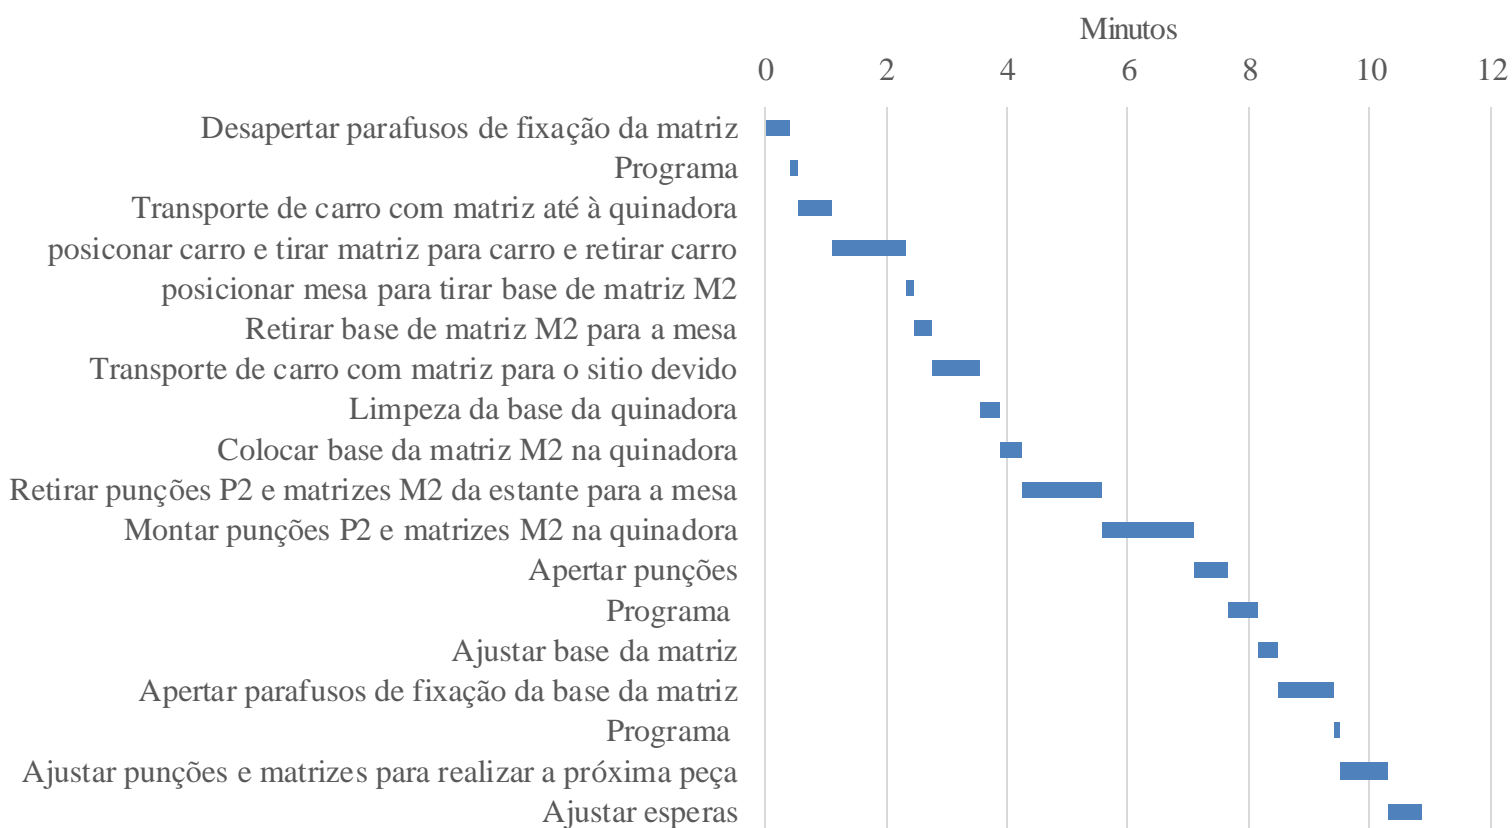 Minutos
0 2 4 6 8 10 12
Desapertar parafusos de fixação da matriz
Programa
Transporte de carro com matriz até à quinadora
posiconar carro e tirar matriz para carro e retirar carro
posicionar mesa para tirar base de matriz M2
Retirar base de matriz M2 para a mesa
Transporte de carro com matriz para o sitio devido
Limpeza da base da quinadora
Colocar base da matriz M2 na quinadora
Retirar punções P2 e matrizes M2 da estante para a mesa
Montar punções P2 e matrizes M2 na quinadora
Apertar punções
Programa
Ajustar base da matriz
Apertar parafusos de fixação da base da matriz
Programa
Ajustar punções e matrizes para realizar a próxima peça
Ajustar esperas